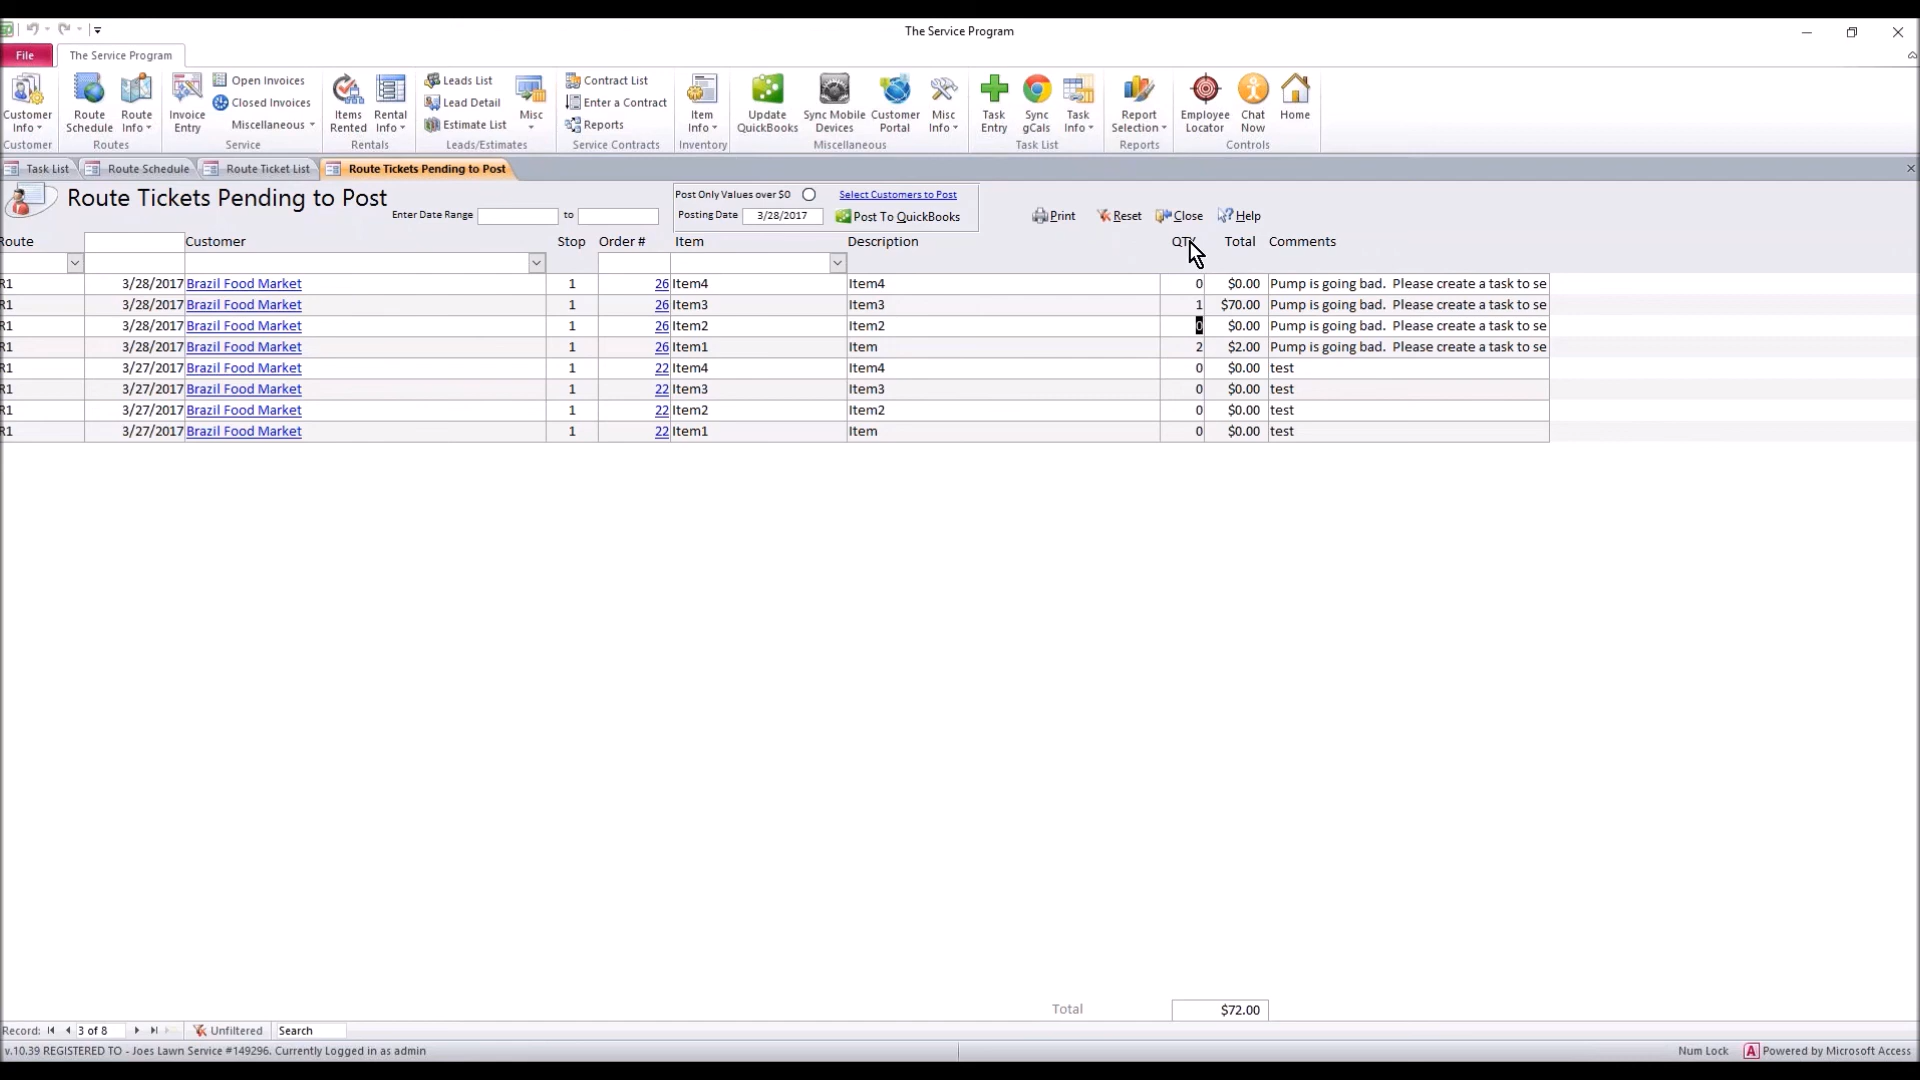 The Service Program
File The Service Program
Customer Info
Customer
Route Schedule Route Info
Routes
Invoice Entry Open Invoices Closed Invoices Miscellaneous
Service
Items Rented Rental Info
Rentals
Leads List Lead Detail Estimate List Misc
Leads/Estimates
Contract List Enter a Contract Reports
Service Contracts
Item Info
Inventory
Update QuickBooks Sync Mobile Devices Customer Portal Misc Info
Miscellaneous
Task Entry Sync gCals Task Info
Task List
Report Selection
Reports
Employee Locator Chat Now Home
Controls
Task List Route Schedule Route Ticket List Route Tickets Pending to Post
Route Tickets Pending to Post
Enter Date Range to
Post Only Values over $0 Select Customers to Post
Posting Date 3/28/2017 Post To QuickBooks
Print Reset Close Help
Route Customer Stop Order # Item Description QTY Total Comments
R1 3/28/2017 Brazil Food Market 1 26 Item4 Item4 0 $0.00 Pump is going bad. Please create a task to se
R1 3/28/2017 Brazil Food Market 1 26 Item3 Item3 1 $70.00 Pump is going bad. Please create a task to se
R1 3/28/2017 Brazil Food Market 1 26 Item2 Item2 0 $0.00 Pump is going bad. Please create a task to se
R1 3/28/2017 Brazil Food Market 1 26 Item1 Item 2 $2.00 Pump is going bad. Please create a task to se
R1 3/27/2017 Brazil Food Market 1 22 Item4 Item4 0 $0.00 test
R1 3/27/2017 Brazil Food Market 1 22 Item3 Item3 0 $0.00 test
R1 3/27/2017 Brazil Food Market 1 22 Item2 Item2 0 $0.00 test
R1 3/27/2017 Brazil Food Market 1 22 Item1 Item 0 $0.00 test
Total $72.00
Record: 3 of 8 Unfiltered Search
v.10.39 REGISTERED TO - Joes Lawn Service #149296. Currently Logged in as admin Num Lock Powered by Microsoft Access